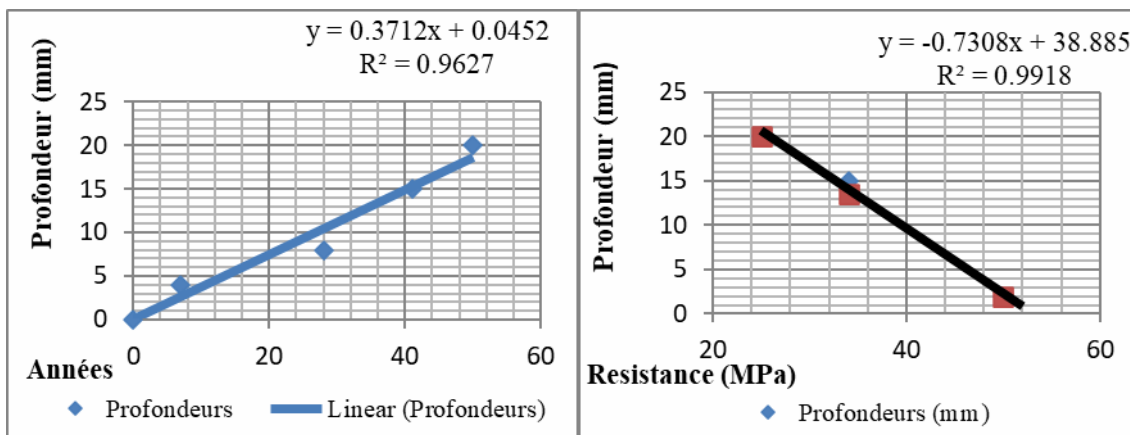 y = 0.3712x + 0.0452
R² = 0.9627
Profondeur (mm)
25
20
15
10
5
0
0
20
40
60
Années
Profondeurs
Linear (Profondeurs)
y = -0.7308x + 38.885
R² = 0.9918
Profondeur (mm)
25
20
15
10
5
0
20
40
60
Resistance (MPa)
Profondeurs (mm)